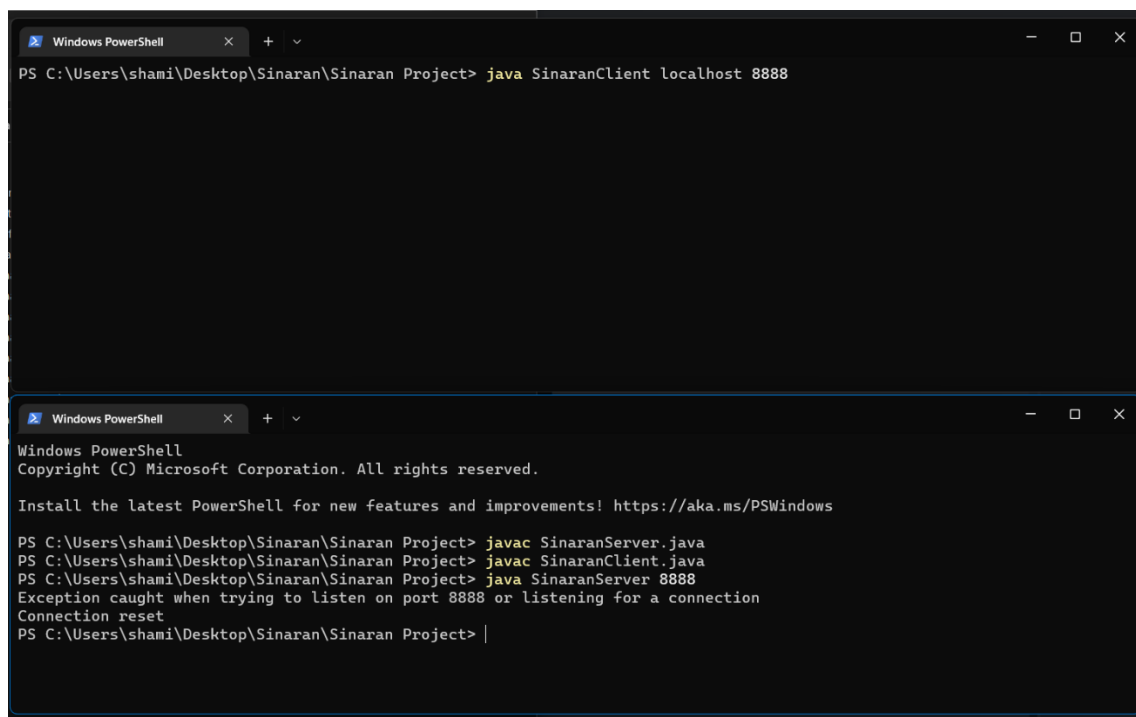 Windows PowerShell
PS C:\Users\shami\Desktop\Sinaran\Sinaran Project> java SinaranClient localhost 8888
Windows PowerShell
Windows PowerShell
Copyright (C) Microsoft Corporation. All rights reserved.
Install the latest PowerShell for new features and improvements! https://aka.ms/PSWindows
PS C:\Users\shami\Desktop\Sinaran\Sinaran Project> javac SinaranServer.java
PS C:\Users\shami\Desktop\Sinaran\Sinaran Project> javac SinaranClient.java
PS C:\Users\shami\Desktop\Sinaran\Sinaran Project> java SinaranServer 8888
Exception caught when trying to listen on port 8888 or listening for a connection
Connection reset
PS C:\Users\shami\Desktop\Sinaran\Sinaran Project>